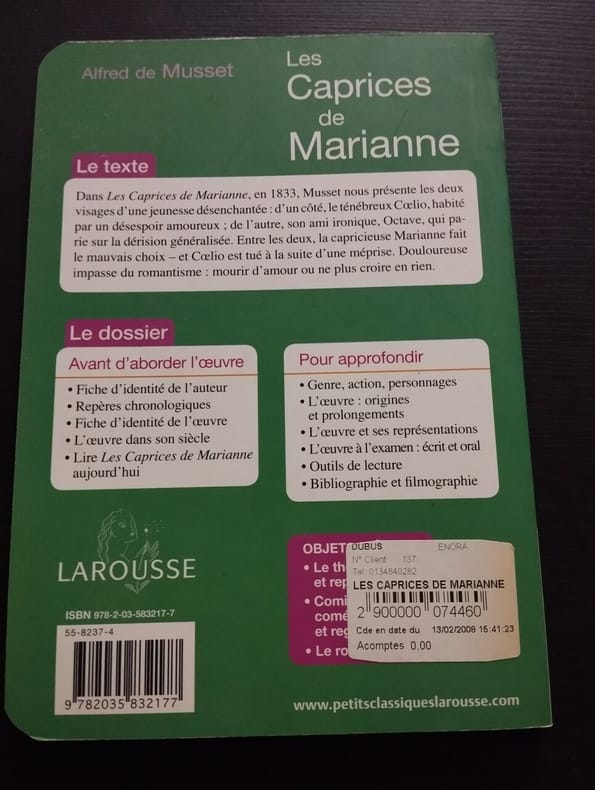 Alfred de Musset
Les
Caprices
de
Marianne
Le texte
Dans Les Caprices de Marianne, en 1833, Musset nous présente les deux
visages d'une jeunesse désenchantée : d'un côté, le ténébreux Cœlio, habité
par un désespoir amoureux ; de l'autre, son ami ironique, Octave, qui pa-
rie sur la dérision généralisée. Entre les deux, la capricieuse Marianne fait
le mauvais choix – et Cœlio est tué à la suite d'une méprise. Douloureuse
impasse du romantisme : mourir d'amour ou ne plus croire en rien.
Le dossier
Avant d'aborder l'œuvre
• Fiche d'identité de l'auteur
• Repères chronologiques
• Fiche d'identité de l'œuvre
• L'œuvre dans son siècle
• Lire Les Caprices de Marianne
aujourd'hui
Pour approfondir
• Genre, action, personnages
• L'œuvre : origines
et prolongements
• L'œuvre et ses représentations
• L'œuvre à l'examen : écrit et oral
• Outils de lecture
• Bibliographie et filmographie
LAROUSSE
ISBN 978-2-03-583217-7
55-8237-4
9 782035 832177
OBJET
• Le th
et rep
• Comi
comé
et reg
• Le ro
DUBUS ENORA
N° Client 137
Tel: 0134640282
LES CAPRICES DE MARIANNE
2 900000 074460
Cde en date du 13/02/2008 15:41:23
Acomptes 0,00
www.petitsclassiqueslarousse.com